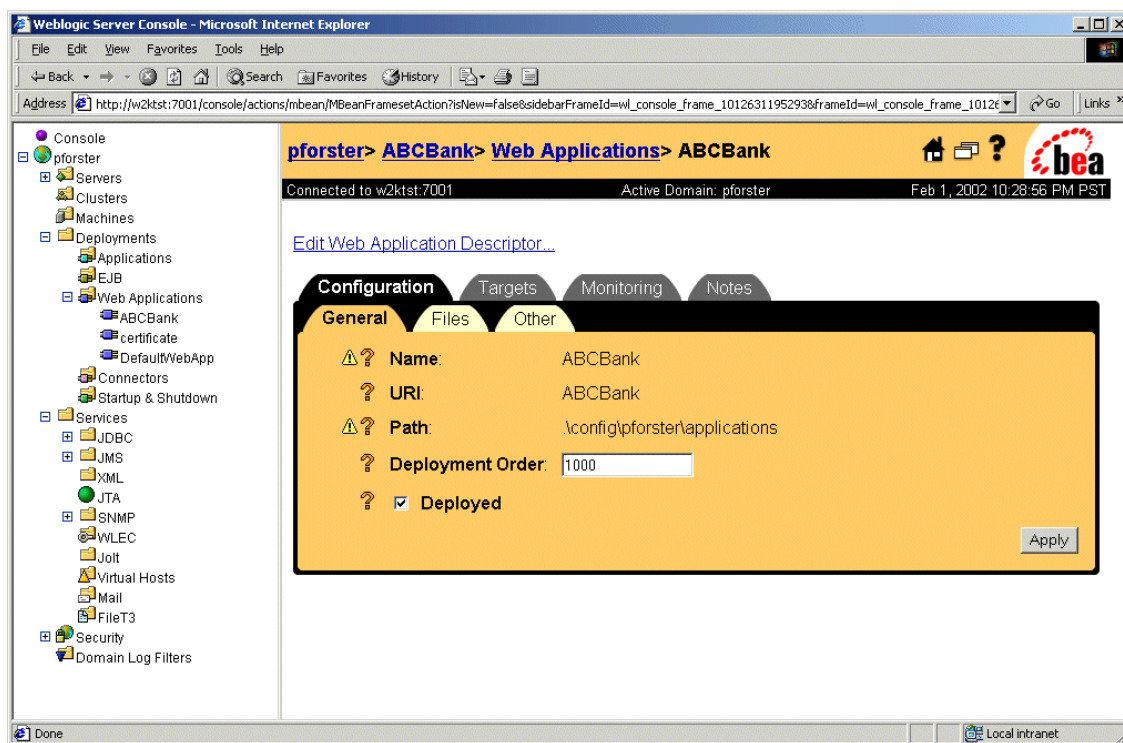 Weblogic Server Console - Microsoft Internet Explorer
File Edit View Favorites Tools Help
Back Search Favorites History
Address http://w2ktst:7001/console/actions/mbean/MBeanFramesetAction?isNew=false&sidebarFrameId=wl_console_frame_1012631195293&frameId=wl_console_frame_1012€ Go Links »
Console
pforster
Servers
Clusters
Machines
Deployments
Applications
EJB
Web Applications
ABCBank
certificate
DefaultWebApp
Connectors
Startup & Shutdown
Services
JDBC
JMS
XML
JTA
SNMP
WLEC
Jolt
Virtual Hosts
Mail
FileT3
Security
Domain Log Filters
pforster> ABCBank> Web Applications> ABCBank
? bea
Connected to w2ktst:7001 Active Domain: pforster Feb 1, 2002 10:28:56 PM PST
Edit Web Application Descriptor...
Configuration Targets Monitoring Notes
General Files Other
? Name: ABCBank
? URI: ABCBank
? Path: .\config\pforster\applications
? Deployment Order: 1000
? Deployed
Apply
Done Local intranet